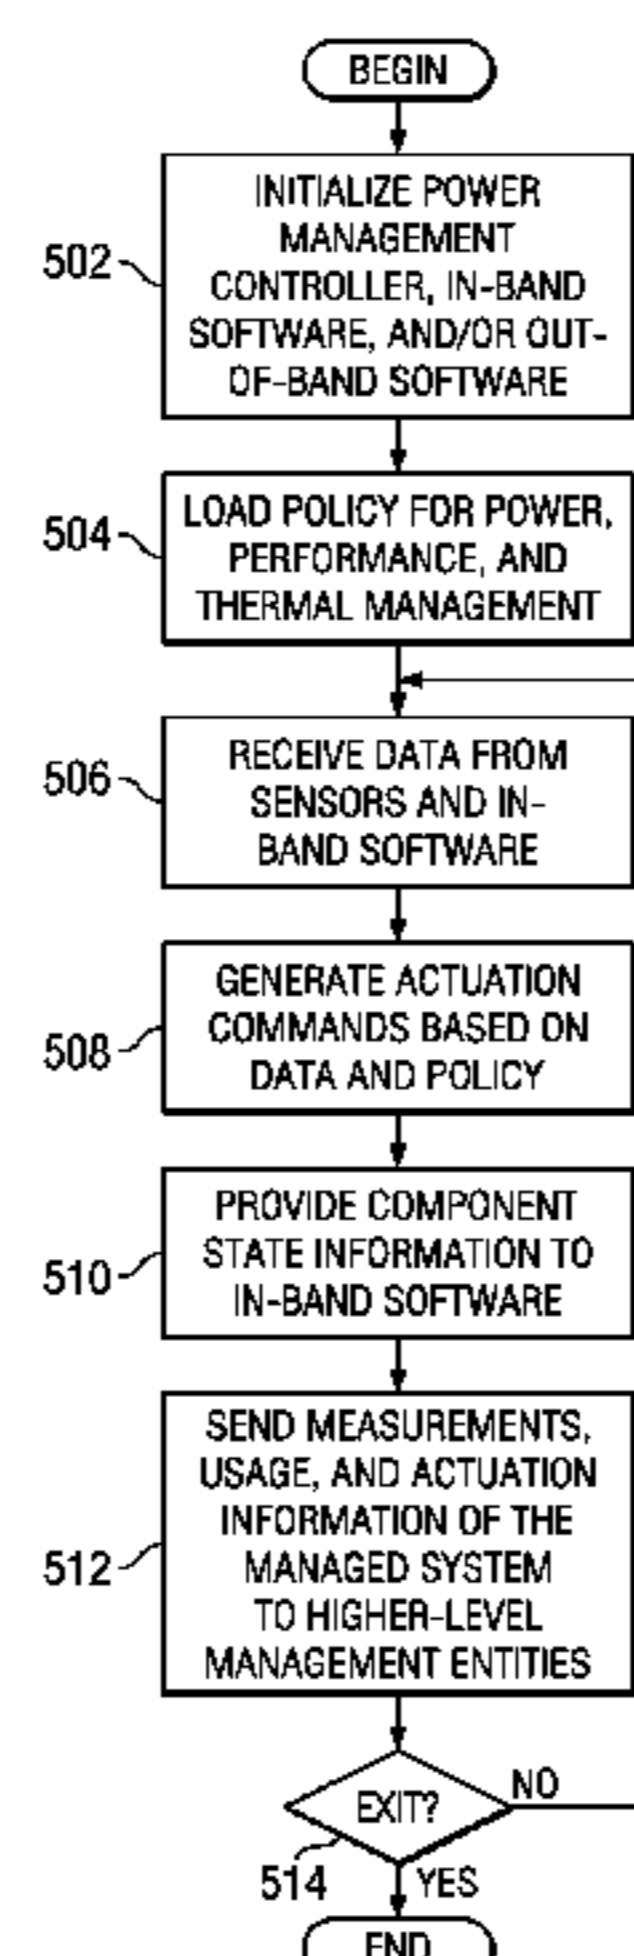 BEGIN
502
INITIALIZE POWER
MANAGEMENT
CONTROLLER, IN-BAND
SOFTWARE, AND/OR OUT-
OF-BAND SOFTWARE
504
LOAD POLICY FOR POWER,
PERFORMANCE, AND
THERMAL MANAGEMENT
506
RECEIVE DATA FROM
SENSORS AND IN-
BAND SOFTWARE
508
GENERATE ACTUATION
COMMANDS BASED ON
DATA AND POLICY
510
PROVIDE COMPONENT
STATE INFORMATION TO
IN-BAND SOFTWARE
512
SEND MEASUREMENTS,
USAGE, AND ACTUATION
INFORMATION OF THE
MANAGED SYSTEM
TO HIGHER-LEVEL
MANAGEMENT ENTITIES
EXIT?
NO
514
YES
END